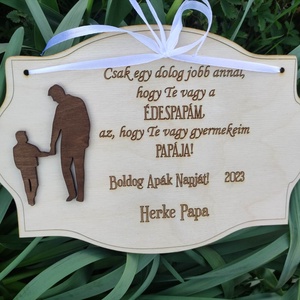 Csak egy dolog jobb annál,
hogy Te vagy a
ÉDESPAPÁM,
az, hogy Te vagy gyermekeim
PAPÁJA!
Boldog Apák Napját! 2023
Herke Papa